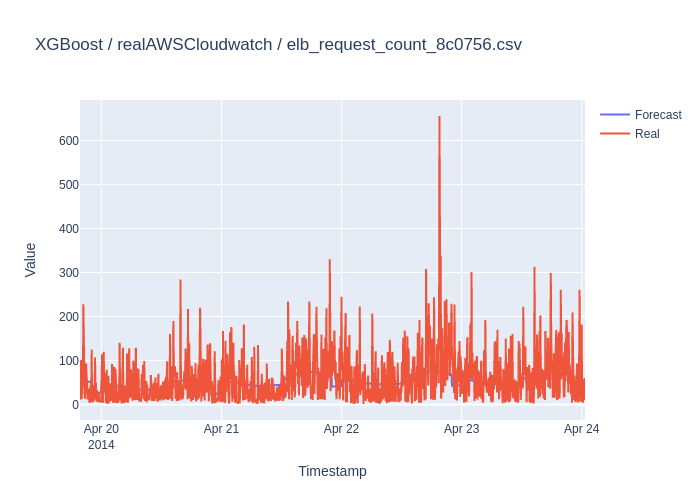 XGBoost / realAWSCloudwatch / elb_request_count_8c0756.csv
Forecast
Real
600
500
400
300
200
100
0
Value
Apr 20
2014
Apr 21
Apr 22
Apr 23
Apr 24
Timestamp